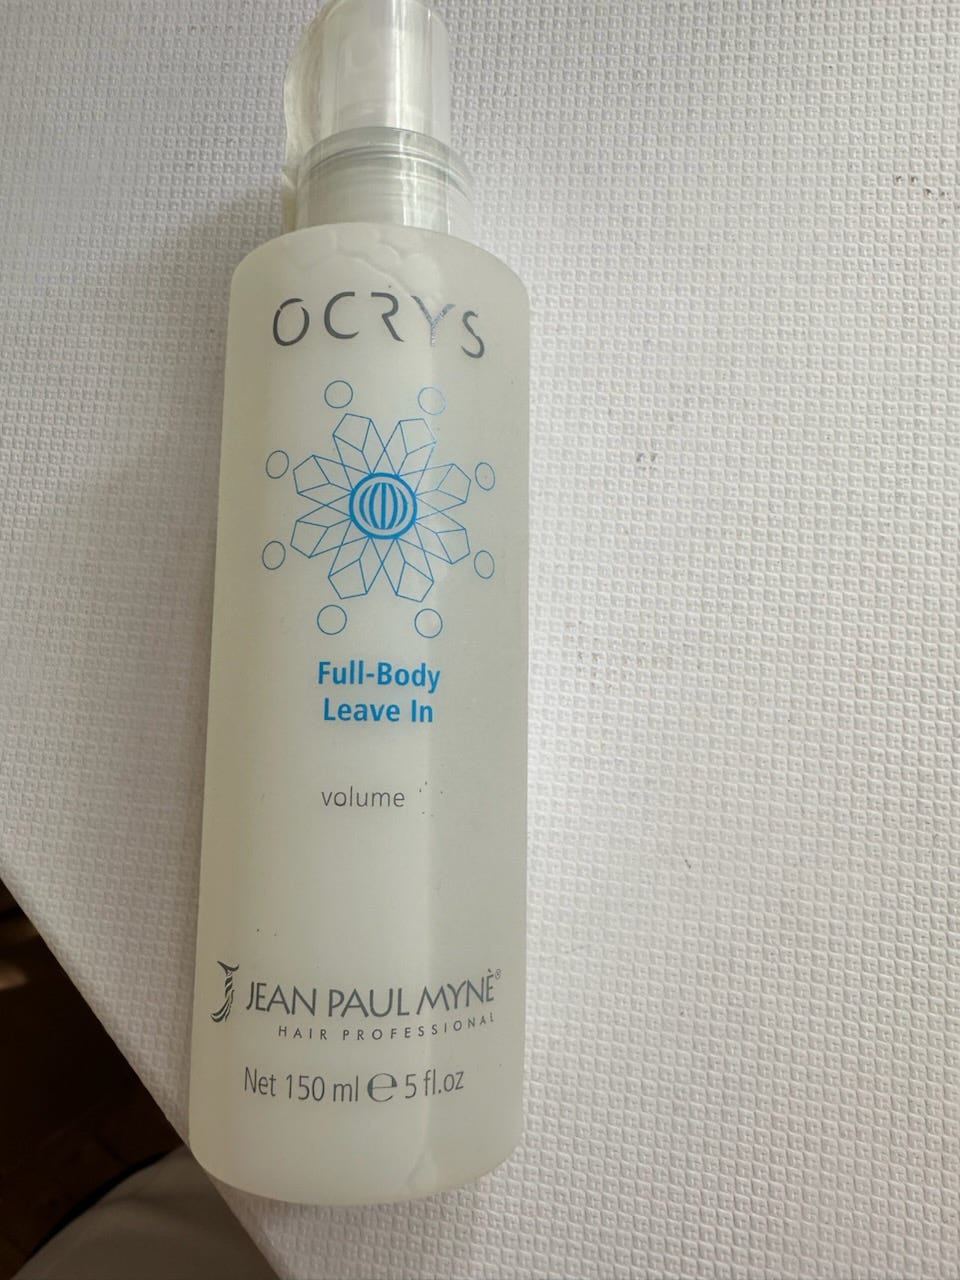 OCRYS
Full-Body
Leave In
volume
JEAN PAUL MYNÈ®
HAIR PROFESSIONAL
Net 150 ml ℮ 5 fl.oz